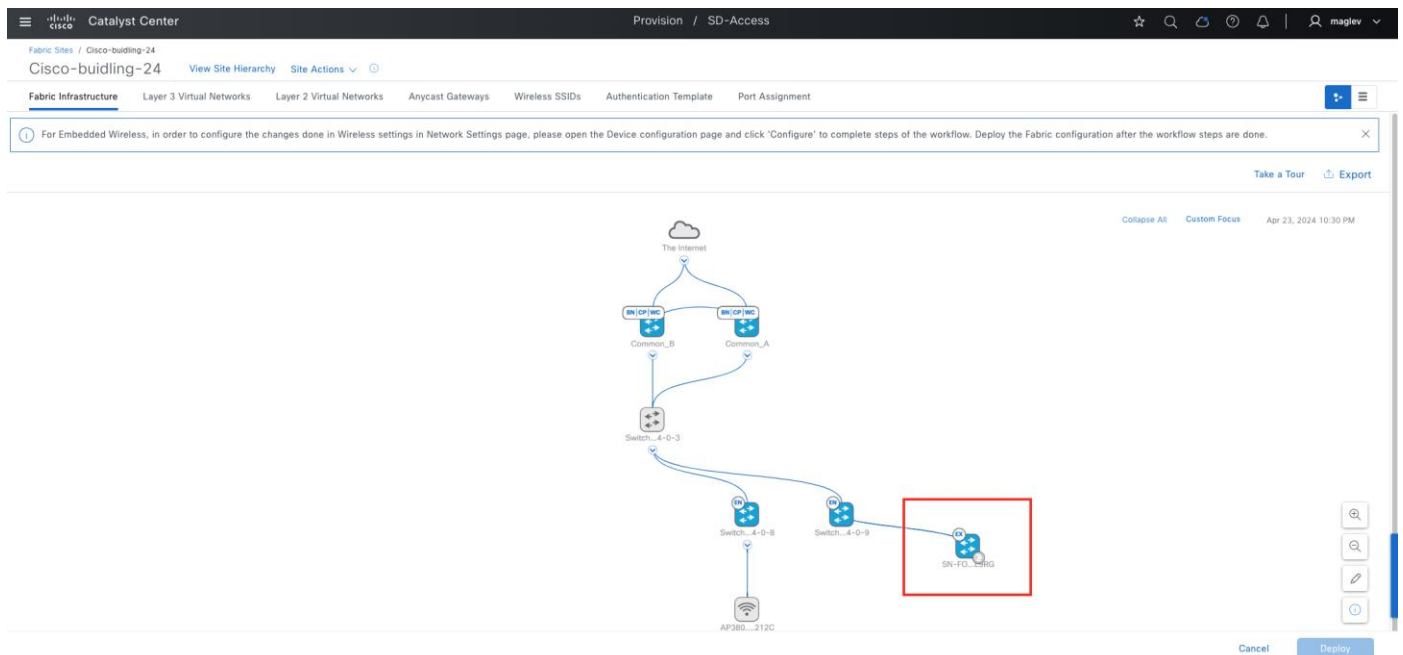 cisco Catalyst Center
Provision / SD-Access
maglev
Fabric Sites / Cisco-buidling-24
Cisco-buidling-24 View Site Hierarchy Site Actions
Fabric Infrastructure Layer 3 Virtual Networks Layer 2 Virtual Networks Anycast Gateways Wireless SSIDs Authentication Template Port Assignment
For Embedded Wireless, in order to configure the changes done in Wireless settings in Network Settings page, please open the Device configuration page and click 'Configure' to complete steps of the workflow. Deploy the Fabric configuration after the workflow steps are done.
Take a Tour Export
Collapse All Custom Focus Apr 23, 2024 10:30 PM
The Internet
BN|CP|WC BN|CP|WC
Common_B Common_A
Switch...4-0-3
EN EN
Switch...4-0-8 Switch...4-0-9
EX
SN-FO...RG
AP380...212C
Cancel Deploy